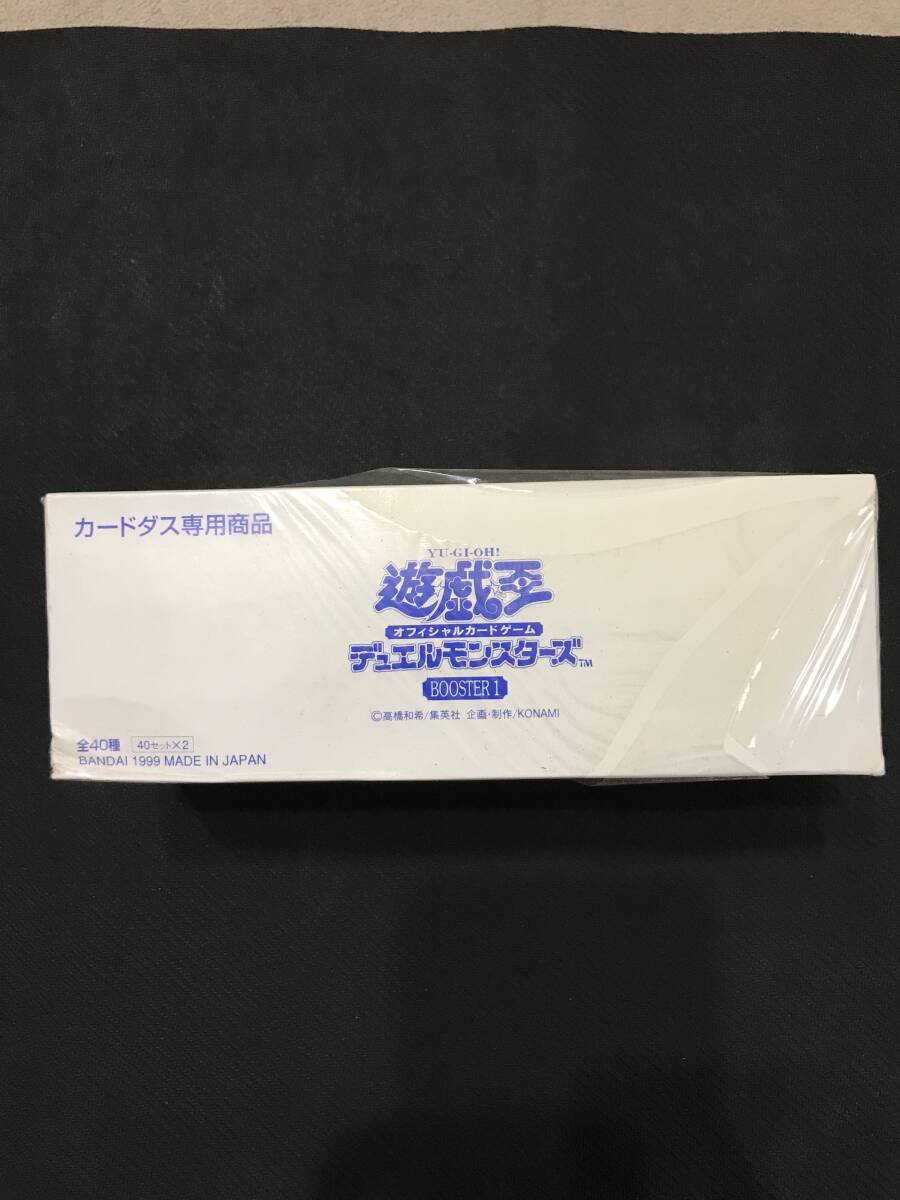 カードダス専用商品
YU-GI-OH!
遊戯王
オフィシャルカードゲーム
デュエルモンスターズ™
BOOSTER 1
©高橋和希/集英社 企画・制作/KONAMI
全40種 40セット×2
BANDAI 1999 MADE IN JAPAN